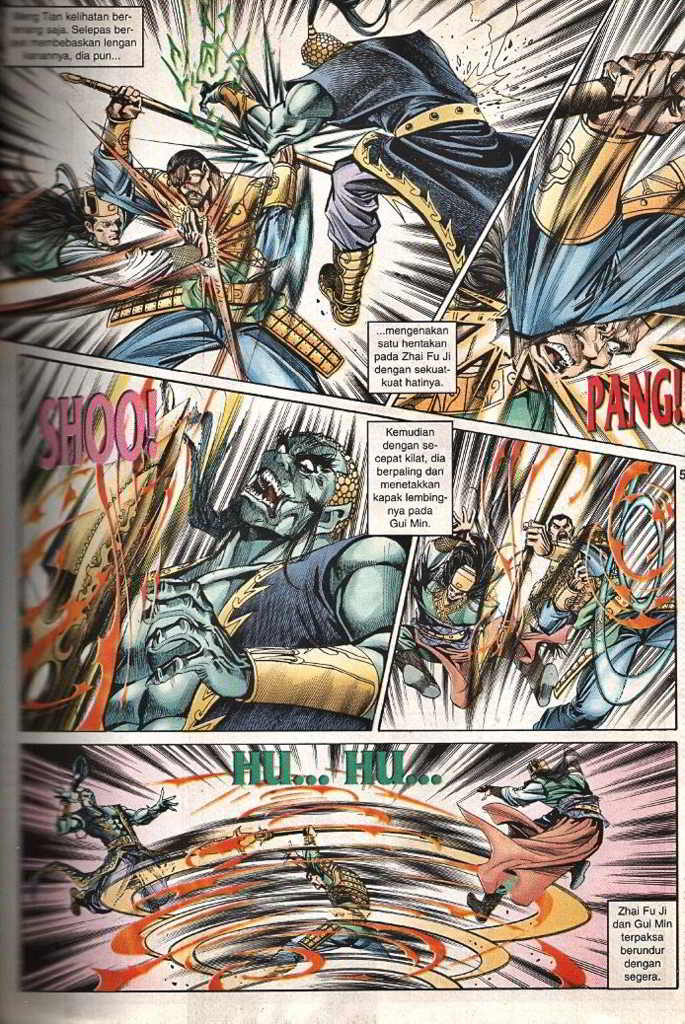 Meng Tian kelihatan ber-
tenang saja. Selepas ber-
membebaskan lengan
kanannya, dia pun...
...mengenakan
satu hentakan
pada Zhai Fu Ji
dengan sekuat-
kuat hatinya.
PANG!
SHOO!
Kemudian
dengan se-
cepat kilat, dia
berpaling dan
menetakkan
kapak lembing-
nya pada
Gui Min.
5
HU... HU...
Zhai Fu Ji
dan Gui Min
terpaksa
berundur
dengan
segera.